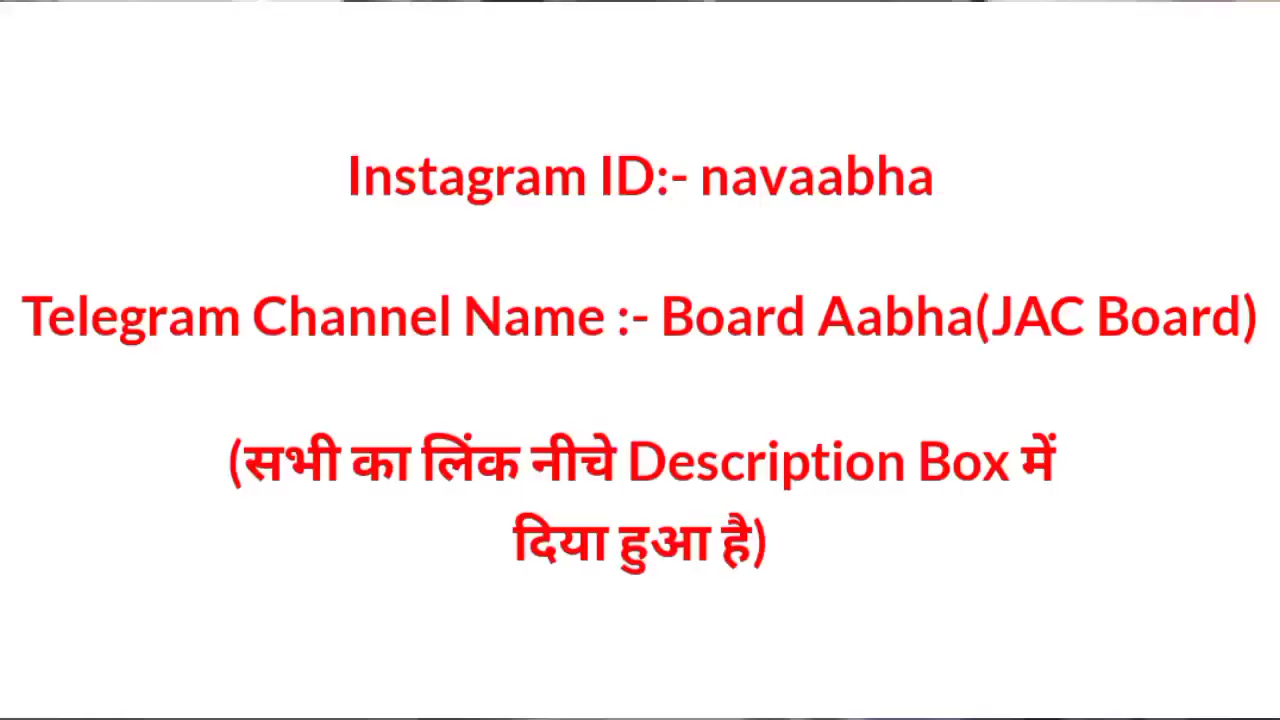 Instagram ID:- navaabha
Telegram Channel Name :- Board Aabha(JAC Board)
(सभी का लिंक नीचे Description Box में
दिया हुआ है)